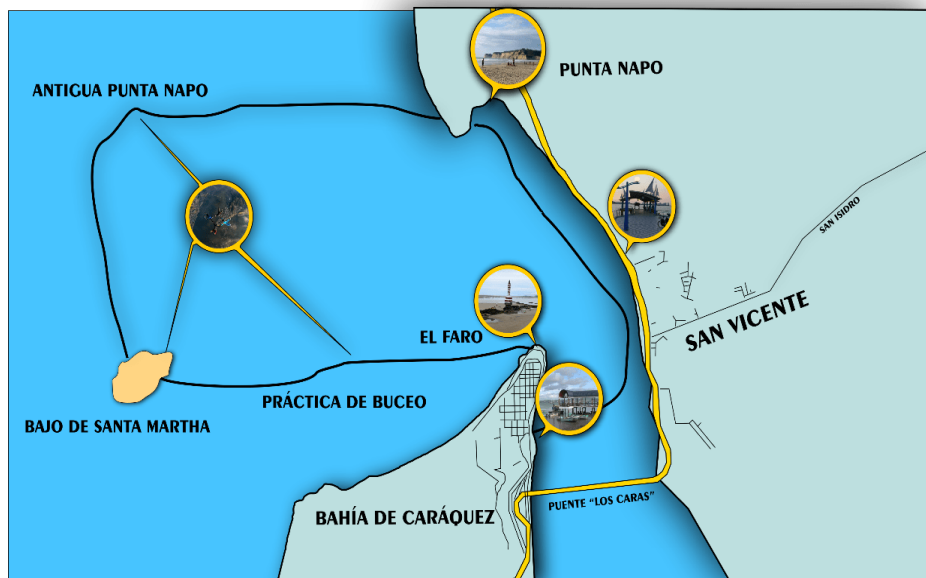 PUNTA NAPO
ANTIGUA PUNTA NAPO
SAN ISIDRO
SAN VICENTE
EL FARO
PRÁCTICA DE BUCEO
BAJO DE SANTA MARTHA
PUENTE “LOS CARAS”
BAHÍA DE CARÁQUEZ